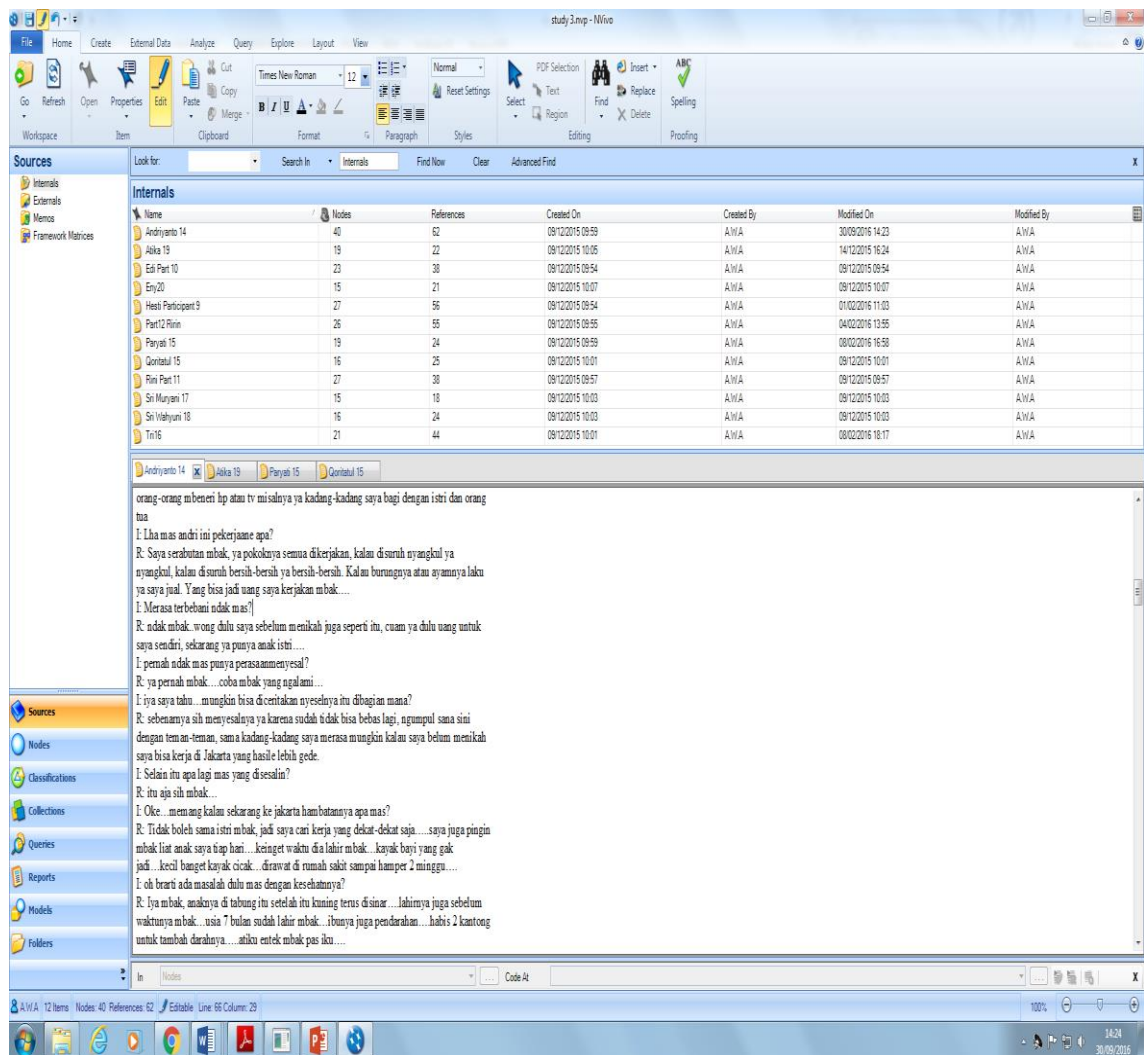 study 3.nvp - NVivo
File Home Create External Data Analyze Query Explore Layout View
Go Refresh Open Properties Edit Paste Cut Copy Merge
Times New Roman 12 Normal Reset Settings
B I U A
Select PDF Selection Text Region Find Insert Replace Delete ABC Spelling
Workspace Item Clipboard Format Paragraph Styles Editing Proofing
Sources
Look for: Search In Internals Find Now Clear Advanced Find X
Internals
Externals
Memos
Framework Matrices
Internals
Name Nodes References Created On Created By Modified On Modified By
Andriyanto 14 40 62 09/12/2015 09:59 A.W.A 30/09/2016 14:23 A.W.A
Atika 19 19 22 09/12/2015 10:05 A.W.A 14/12/2015 16:24 A.W.A
Edi Part 10 23 38 09/12/2015 09:54 A.W.A 09/12/2015 09:54 A.W.A
Eny20 15 21 09/12/2015 10:07 A.W.A 09/12/2015 10:07 A.W.A
Hesti Participant 9 27 56 09/12/2015 09:54 A.W.A 01/02/2016 11:03 A.W.A
Part12 Ririn 26 55 09/12/2015 09:55 A.W.A 04/02/2016 13:55 A.W.A
Paryati 15 19 24 09/12/2015 09:59 A.W.A 08/02/2016 16:58 A.W.A
Qoritatul 15 16 25 09/12/2015 10:01 A.W.A 09/12/2015 10:01 A.W.A
Rini Part 11 27 38 09/12/2015 09:57 A.W.A 09/12/2015 09:57 A.W.A
Sri Muryani 17 15 18 09/12/2015 10:03 A.W.A 09/12/2015 10:03 A.W.A
Sri Wahyuni 18 16 24 09/12/2015 10:03 A.W.A 09/12/2015 10:03 A.W.A
Tri16 21 44 09/12/2015 10:01 A.W.A 08/02/2016 18:17 A.W.A
Andriyanto 14 X Atika 19 Paryati 15 Qoritatul 15
orang-orang mbeneri hp atau tv misalnya ya kadang-kadang saya bagi dengan istri dan orang
tua
I: Lha mas andri ini pekerjaane apa?
R: Saya serabutan mbak, ya pokoknya semua dikerjakan, kalau disuruh nyangkul ya
nyangkul, kalau disuruh bersih-bersih ya bersih-bersih. Kalau burungnya atau ayamnya laku
ya saya jual. Yang bisa jadi uang saya kerjakan mbak….
I: Merasa terbebani ndak mas?
R: ndak mbak..wong dulu saya sebelum menikah juga seperti itu, cuam ya dulu uang untuk
saya sendiri, sekarang ya punya anak istri….
I: pernah ndak mas punya perasaanmenyesal?
R: ya pernah mbak….coba mbak yang ngalami…
I: iya saya tahu…mungkin bisa diceritakan nyeselnya itu dibagian mana?
R: sebenarnya sih menyesalnya ya karena sudah tidak bisa bebas lagi, ngumpul sana sini
dengan teman-teman, sama kadang-kadang saya merasa mungkin kalau saya belum menikah
saya bisa kerja di Jakarta yang hasile lebih gede.
I: Selain itu apa lagi mas yang disesalin?
R: itu aja sih mbak…
I: Oke…memang kalau sekarang ke jakarta hambatannya apa mas?
R: Tidak boleh sama istri mbak, jadi saya cari kerja yang dekat-dekat saja…..saya juga pingin
mbak liat anak saya tiap hari….keinget waktu dia lahir mbak…kayak bayi yang gak
jadi…kecil banget kayak cicak…dirawat di rumah sakit sampai hamper 2 minggu….
I: oh brarti ada masalah dulu mas dengan kesehatnnya?
R: Iya mbak, anaknya di tabung itu setelah itu kuning terus disinar….lahirnya juga sebelum
waktunya mbak…usia 7 bulan sudah lahir mbak…ibunya juga pendarahan….habis 2 kantong
untuk tambah darahnya…..atiku entek mbak pas iku….
Sources
Nodes
Classifications
Collections
Queries
Reports
Models
Folders
In Nodes ... Code At ... X
A.W.A 12 Items Nodes: 40 References: 62 Editable Line: 66 Column: 29 100%
14:24
30/09/2016